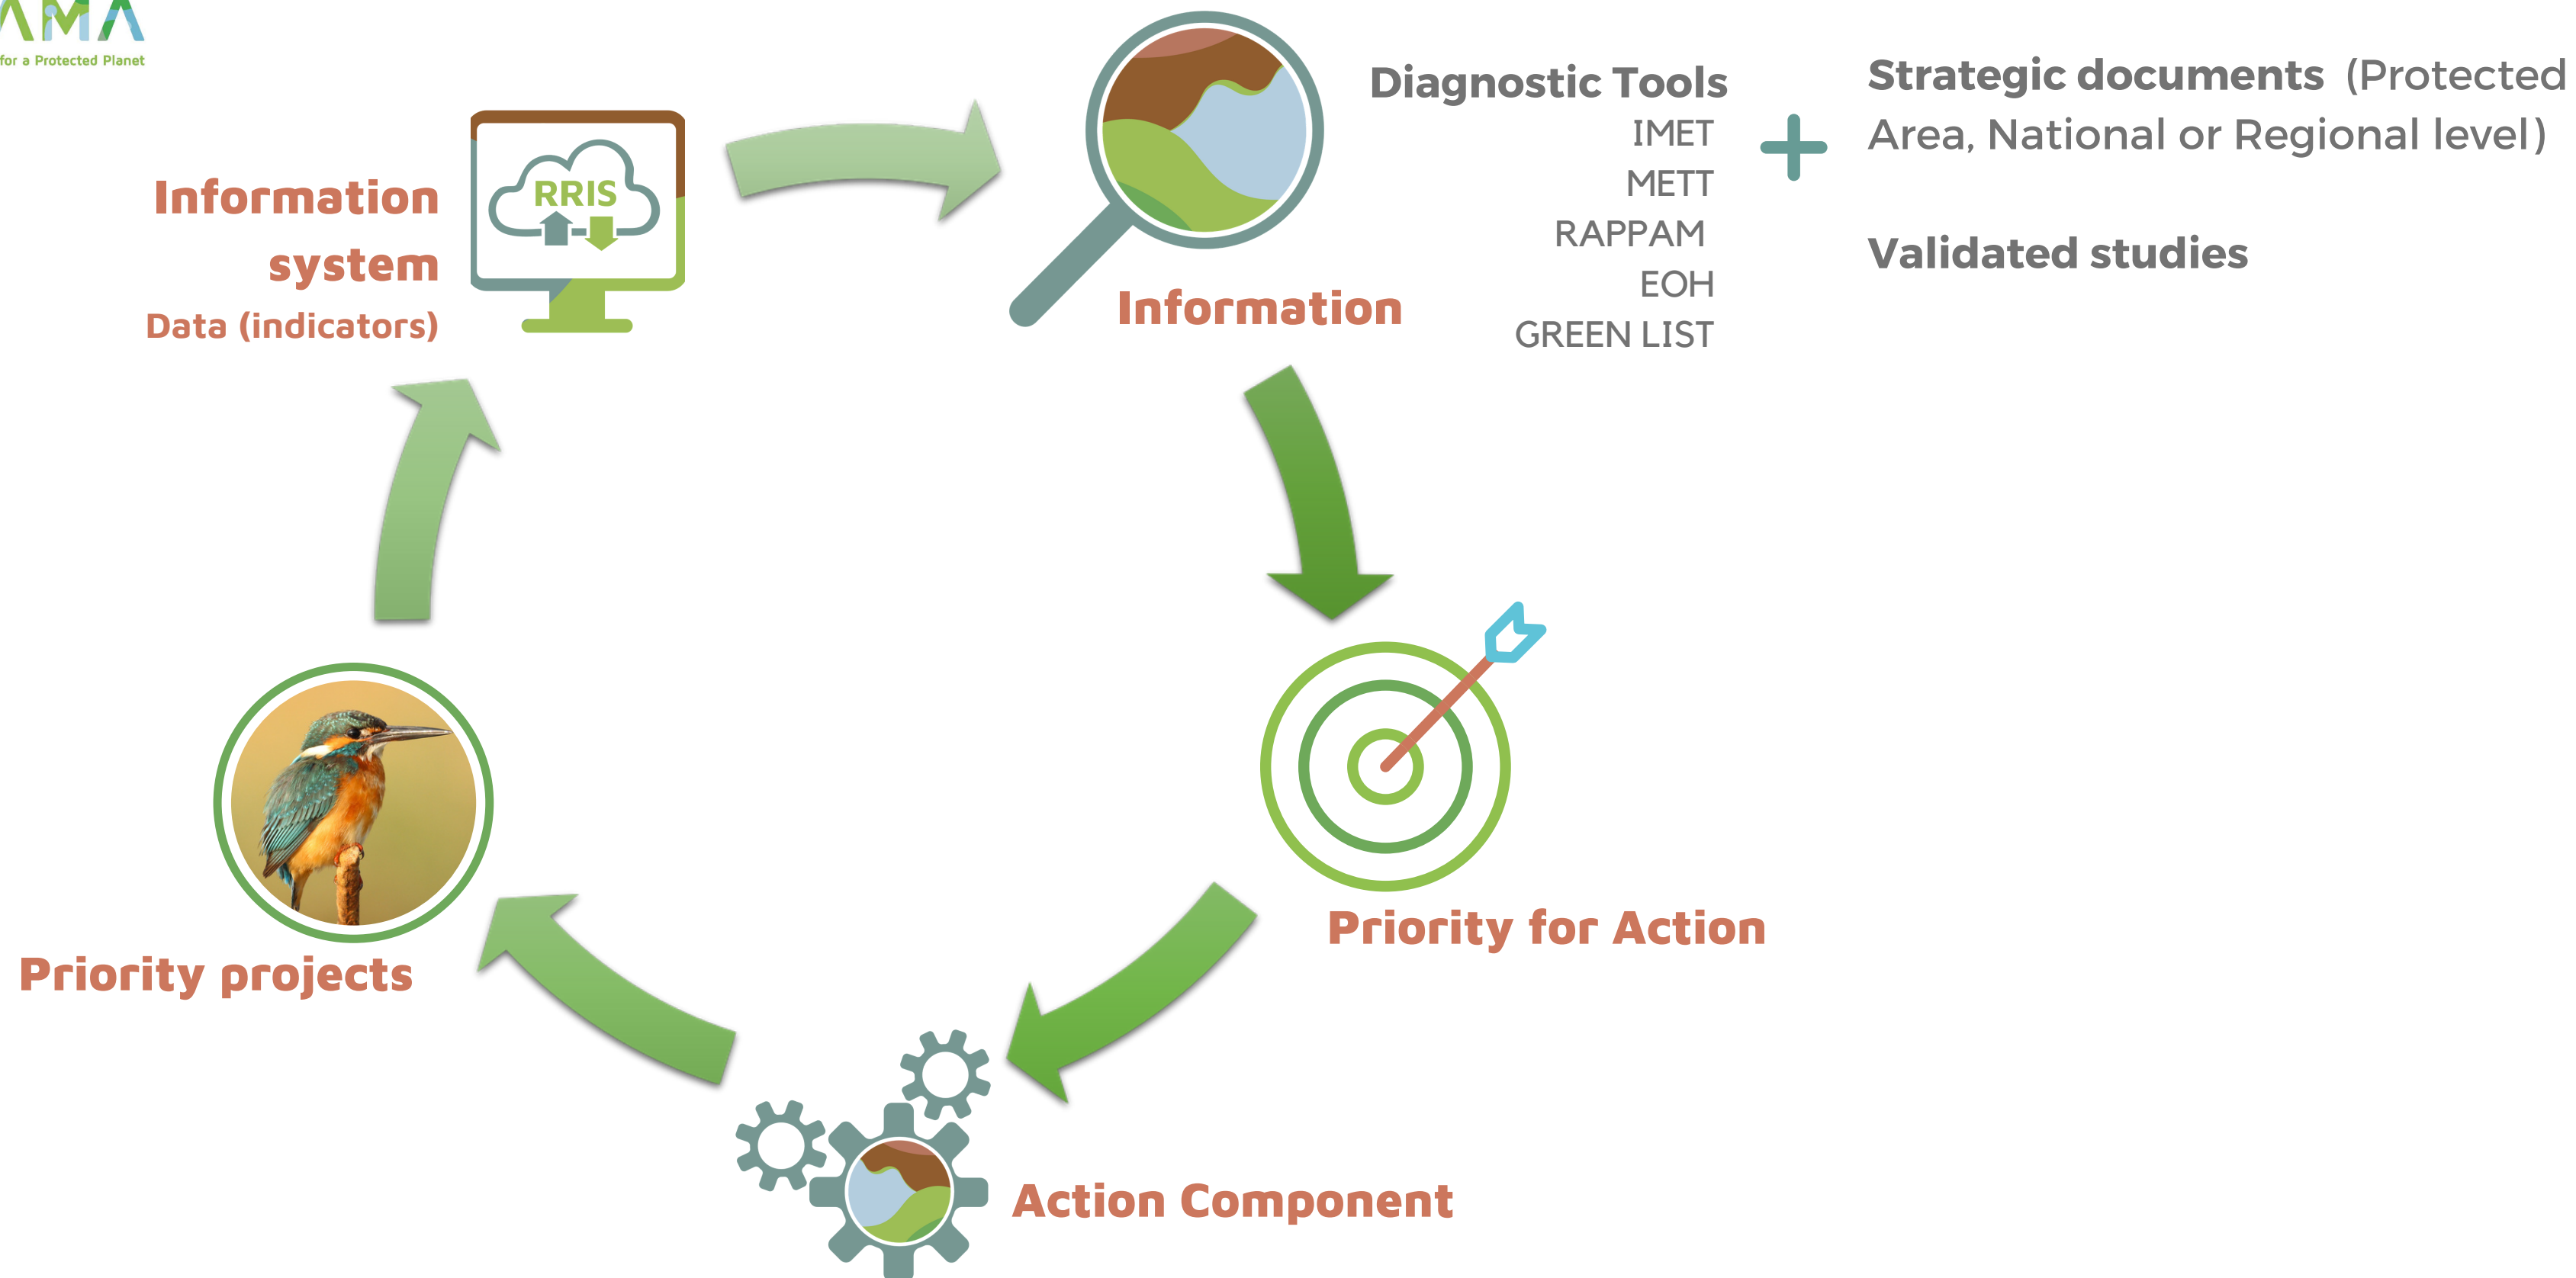 for a Protected Planet
Information
system
Data (indicators)
RRIS
Information
Diagnostic Tools
IMET
METT
RAPPAM
EOH
GREEN LIST
+
Strategic documents (Protected
Area, National or Regional level)
Validated studies
Priority for Action
Action Component
Priority projects